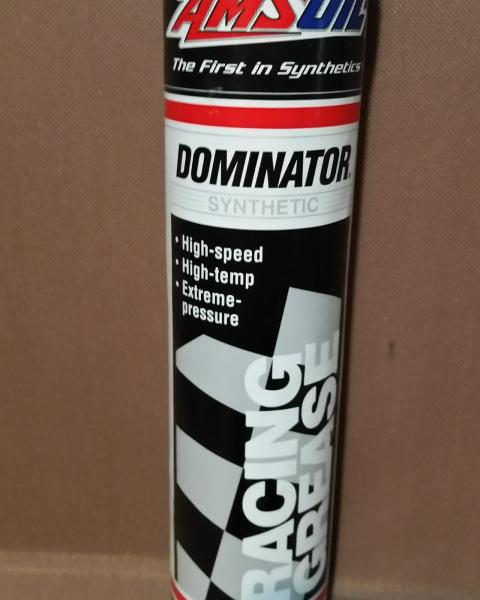 AMSOIL
The First in Synthetics
DOMINATOR
SYNTHETIC
• High-speed
• High-temp
• Extreme-
pressure
RACING
GREASE